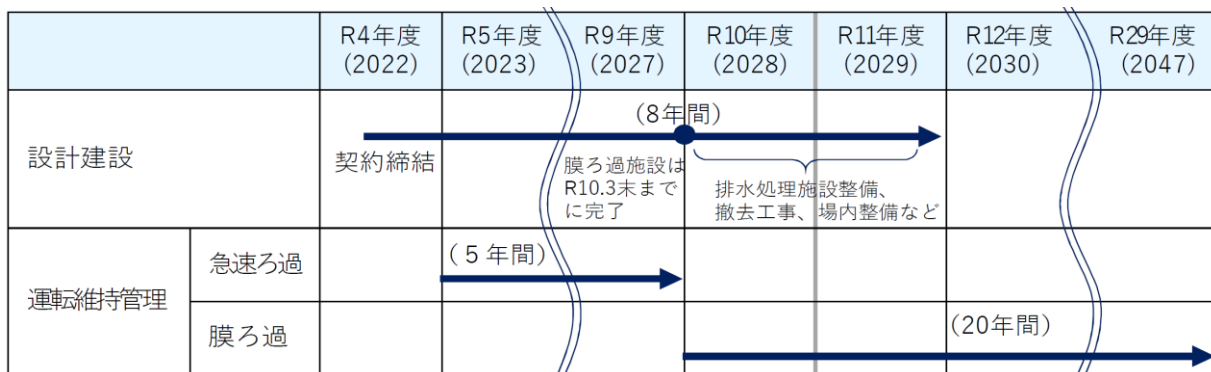 R4年度 R5年度 R9年度 R10年度 R11年度 R12年度 R29年度
(2022) (2023) (2027) (2028) (2029) (2030) (2047)
(8年間)
設計建設
契約締結
膜ろ過施設は
R10.3末まで
に完了
排水処理施設整備、
撤去工事、場内整備など
運転維持管理
急速ろ過
(５年間)
膜ろ過
(20年間)